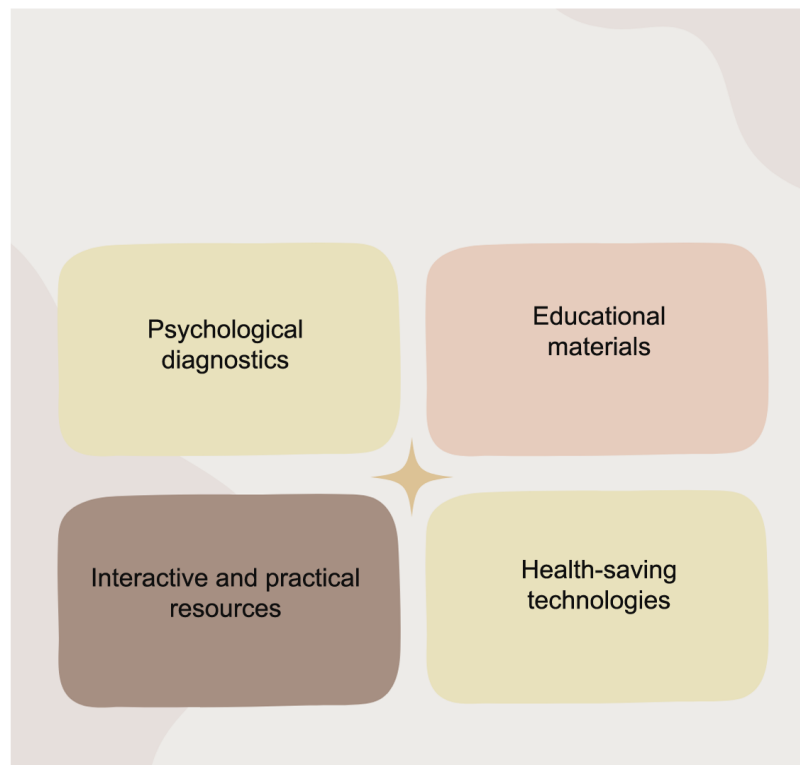 Psychological
diagnostics
Educational
materials
Interactive and practical
resources
Health-saving
technologies